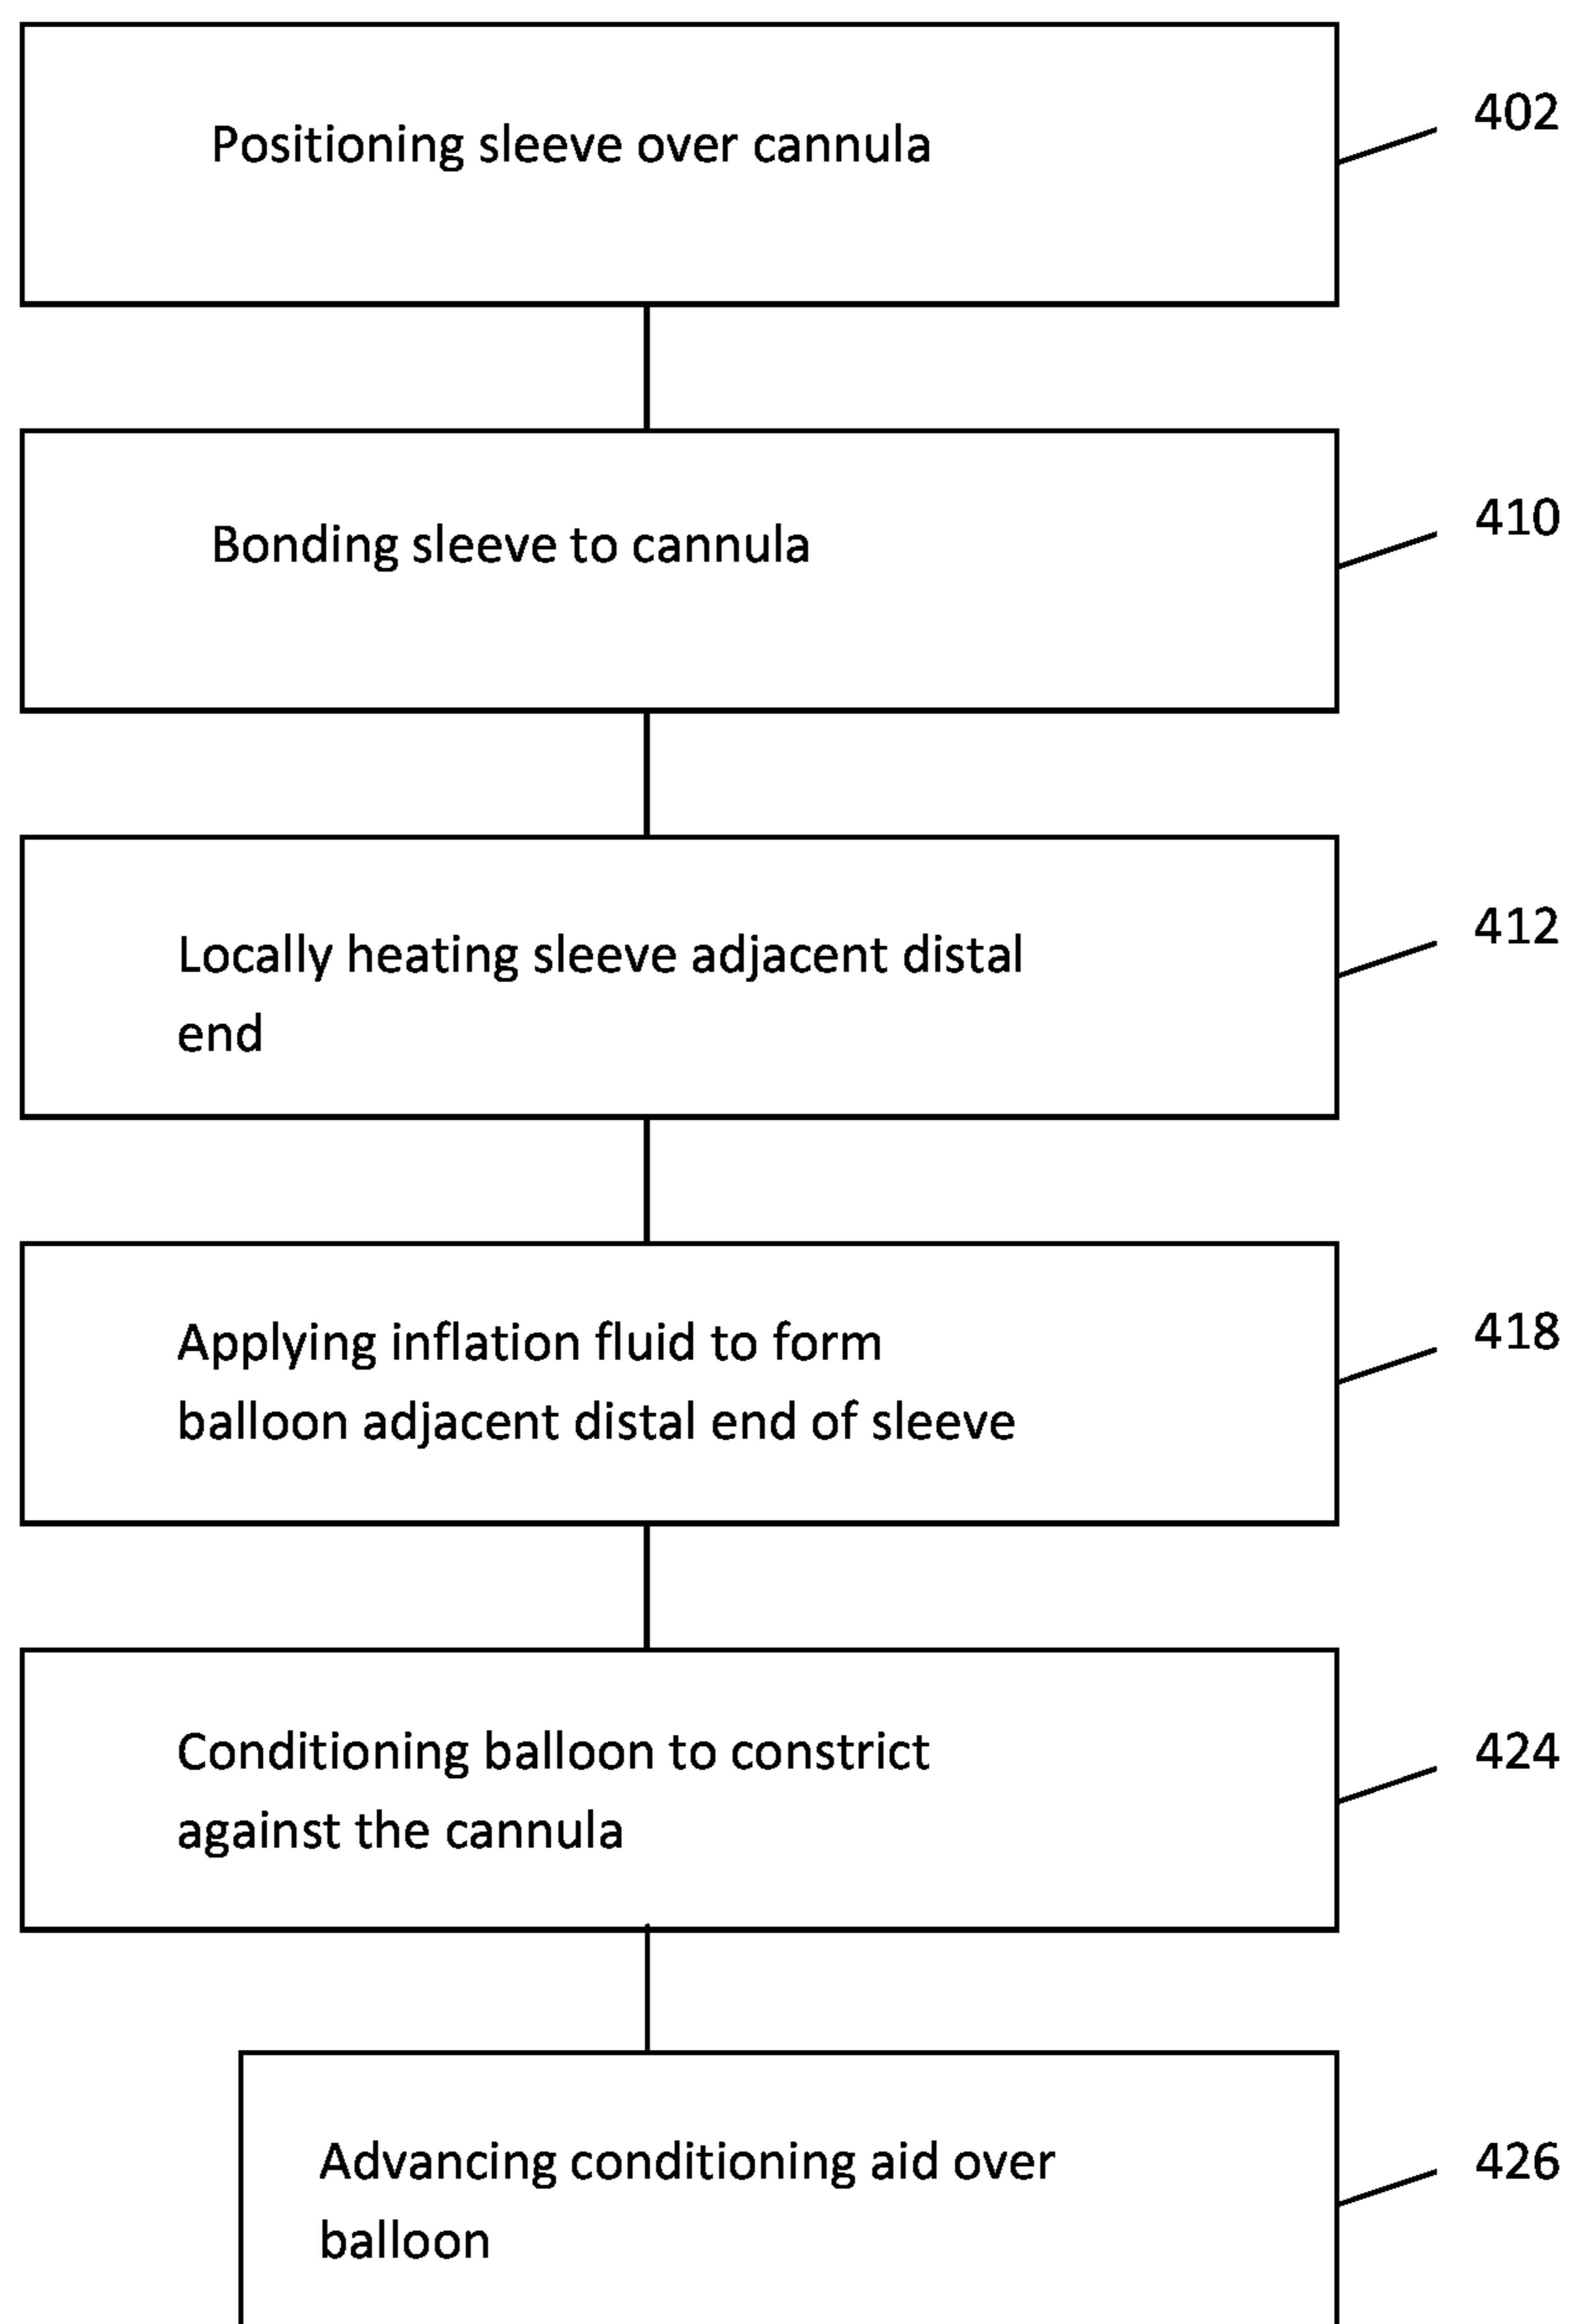 Positioning sleeve over cannula
402
Bonding sleeve to cannula
410
Locally heating sleeve adjacent distal
end
412
Applying inflation fluid to form
balloon adjacent distal end of sleeve
418
Conditioning balloon to constrict
against the cannula
424
Advancing conditioning aid over
balloon
426